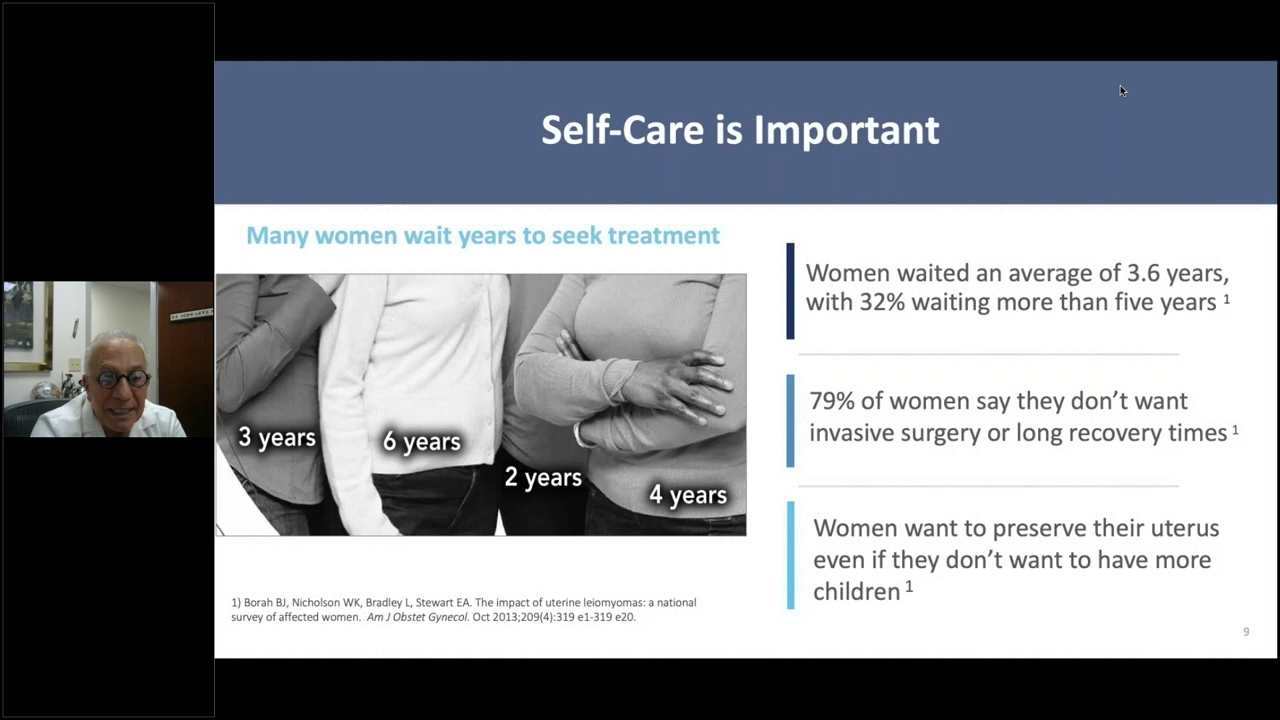 Self-Care is Important
Many women wait years to seek treatment
3 years
6 years
2 years
4 years
Women waited an average of 3.6 years,
with 32% waiting more than five years 1
79% of women say they don’t want
invasive surgery or long recovery times 1
Women want to preserve their uterus
even if they don’t want to have more
children 1
1) Borah BJ, Nicholson WK, Bradley L, Stewart EA. The impact of uterine leiomyomas: a national
survey of affected women. Am J Obstet Gynecol. Oct 2013;209(4):319 e1-319 e20.
9